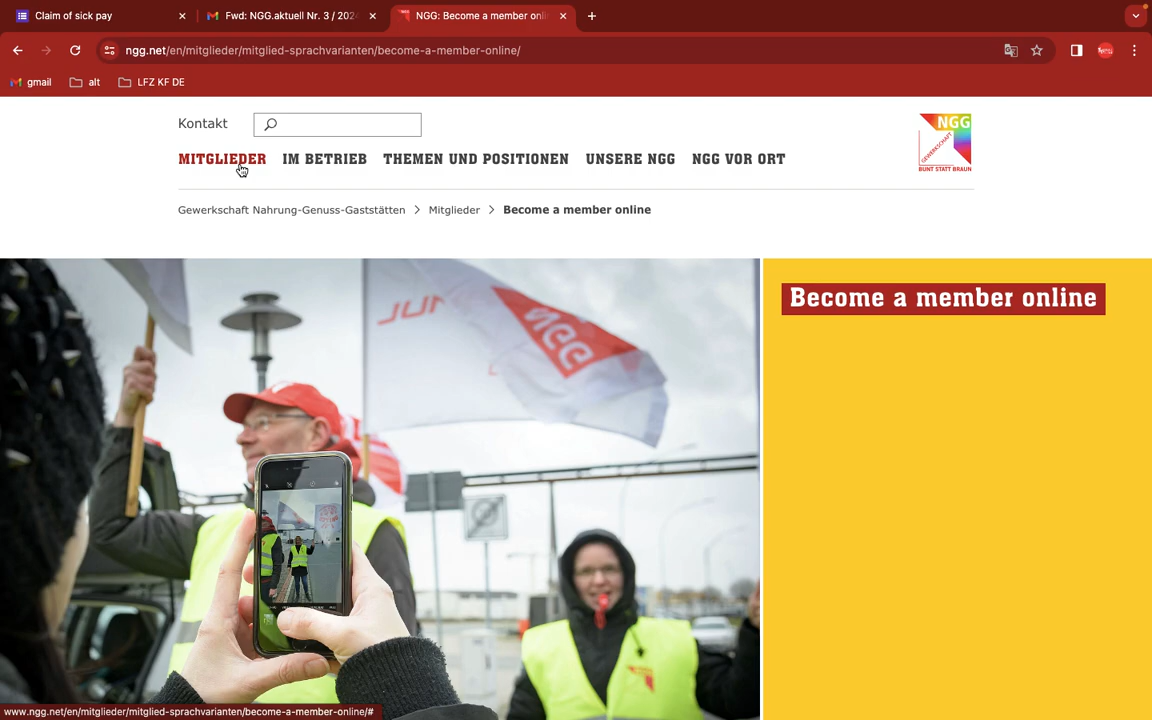 Claim of sick pay
Fwd: NGG.aktuell Nr. 3 / 202
NGG: Become a member onli
ngg.net/en/mitglieder/mitglied-sprachvarianten/become-a-member-online/
gmail
alt
LFZ KF DE
Kontakt
MITGLIEDER
IM BETRIEB
THEMEN UND POSITIONEN
UNSERE NGG
NGG VOR ORT
NGG
GEWERKSCHAFT
BUNT STATT BRAUN
Gewerkschaft Nahrung-Genuss-Gaststätten > Mitglieder > Become a member online
Become a member online
NGG
www.ngg.net/en/mitglieder/mitglied-sprachvarianten/become-a-member-online/#